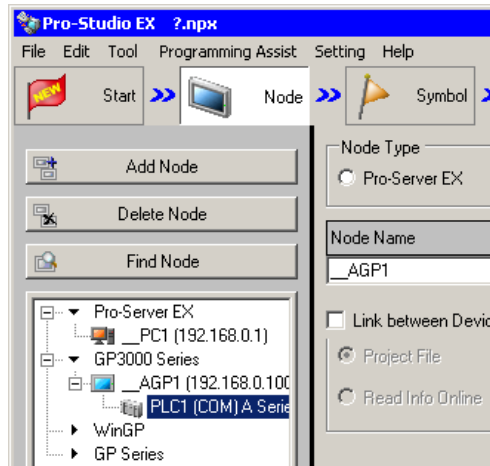 Pro-Studio EX ?.npx
File Edit Tool Programming Assist Setting Help
NEW Start Node Symbol
Add Node
Delete Node
Find Node
Pro-Server EX
__PC1 (192.168.0.1)
GP3000 Series
__AGP1 (192.168.0.100
PLC1 (COM) A Serie
WinGP
GP Series
Node Type
Pro-Server EX
Node Name
__AGP1
Link between Devic
Project File
Read Info Online